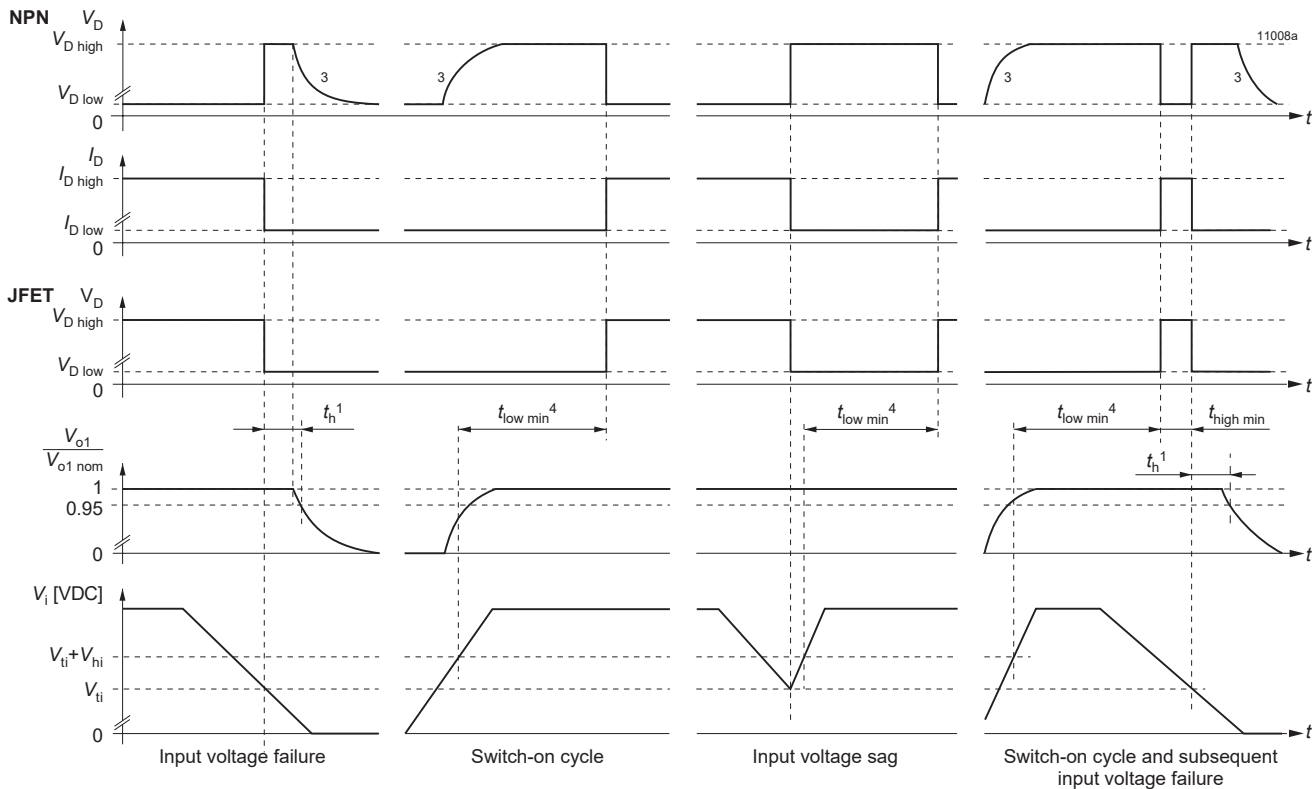 NPN
V_D
V_D high
V_D low
0
3
3
3
3
11008a
t
I_D
I_D high
I_D low
0
t
JFET
V_D
V_D high
V_D low
0
t
t_h^1
t_low min^4
t_low min^4
t_low min^4
t_high min
t_h^1
V_o1
V_o1 nom
1
0.95
0
t
V_i [VDC]
V_ti+V_hi
V_ti
0
t
Input voltage failure
Switch-on cycle
Input voltage sag
Switch-on cycle and subsequent
input voltage failure